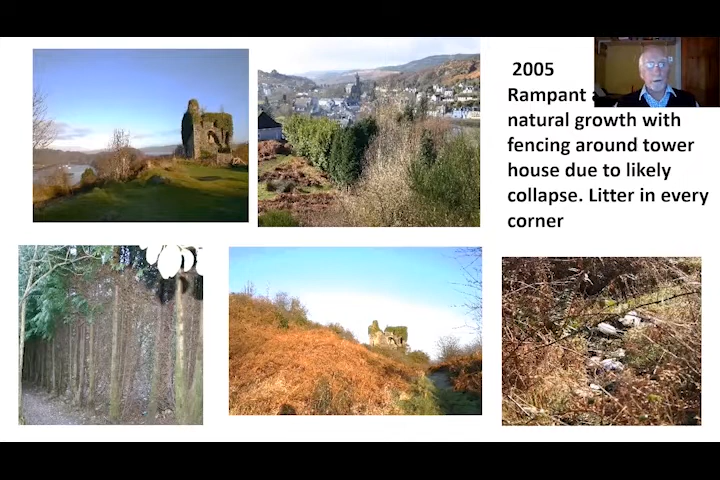 2005
Rampant
natural growth with
fencing around tower
house due to likely
collapse. Litter in every
corner